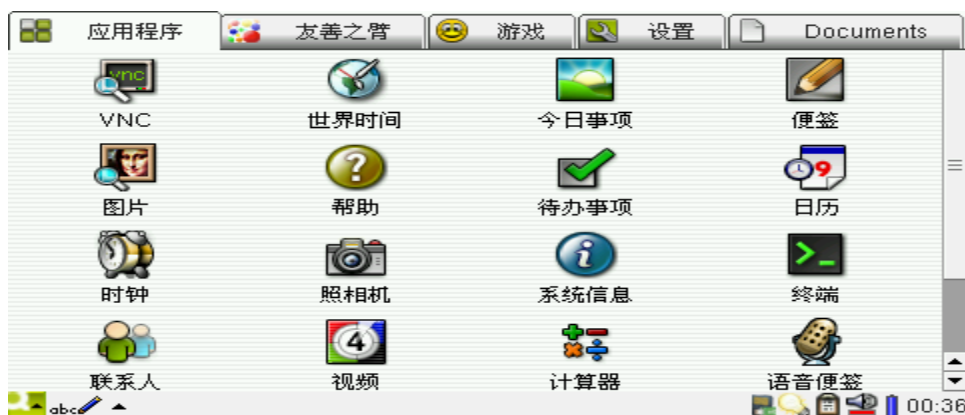 应用程序 友善之臂 游戏 设置 Documents
vnc
VNC 世界时间 今日事项 便签
9
图片 帮助 待办事项 日历
时钟 照相机 系统信息 终端
4
联系人 视频 计算器 语音便签
abc 00:36